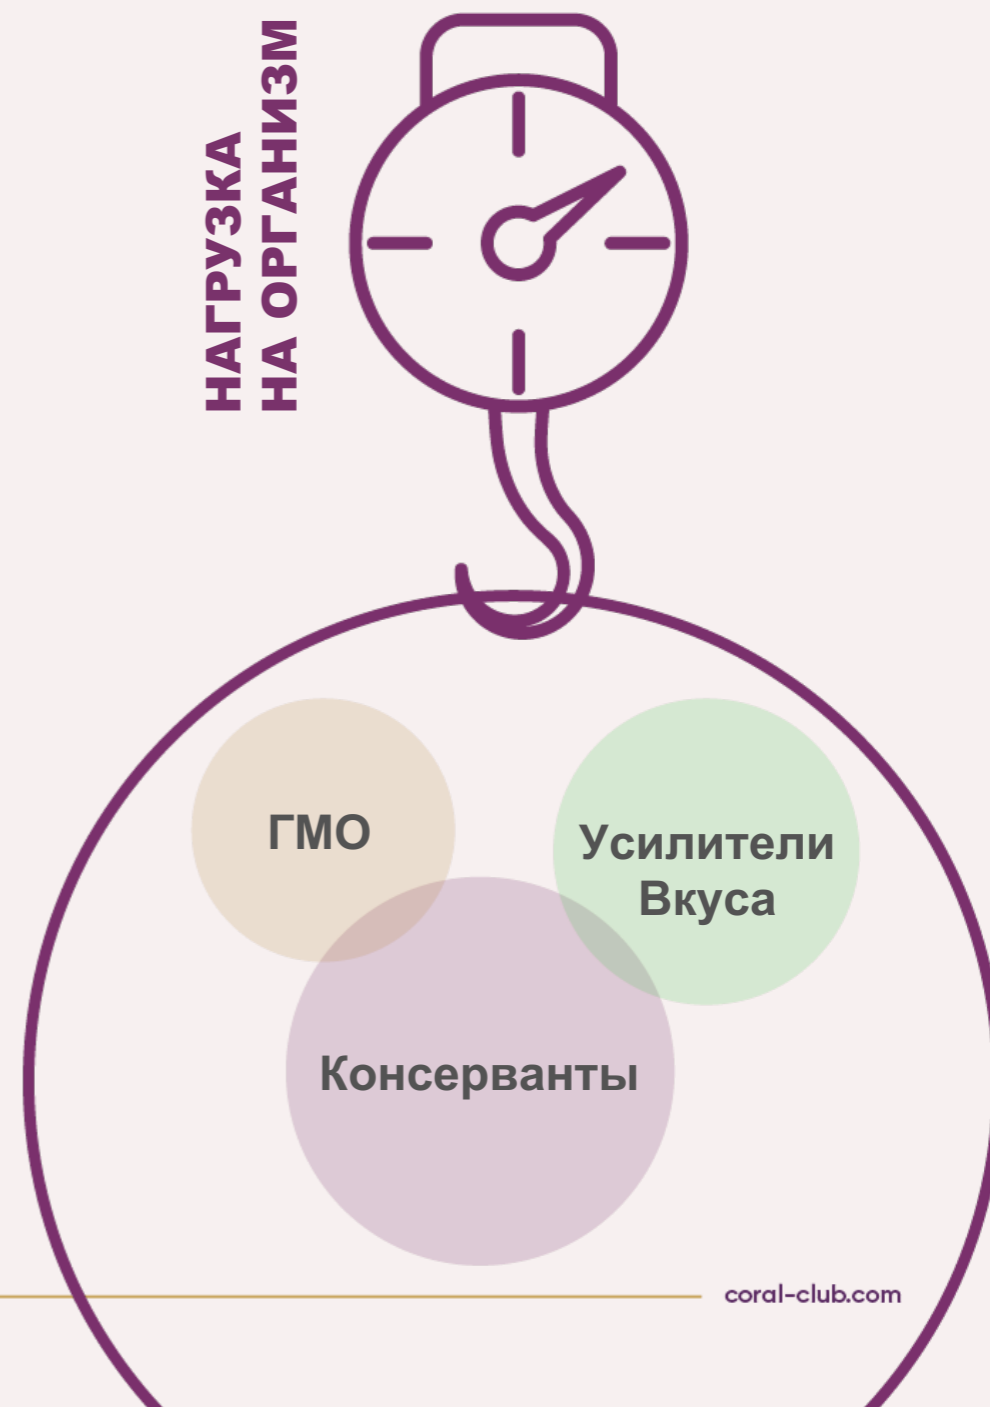 НАГРУЗКА
НА ОРГАНИЗМ
ГМО
Усилители
Вкуса
Консерванты
coral-club.com